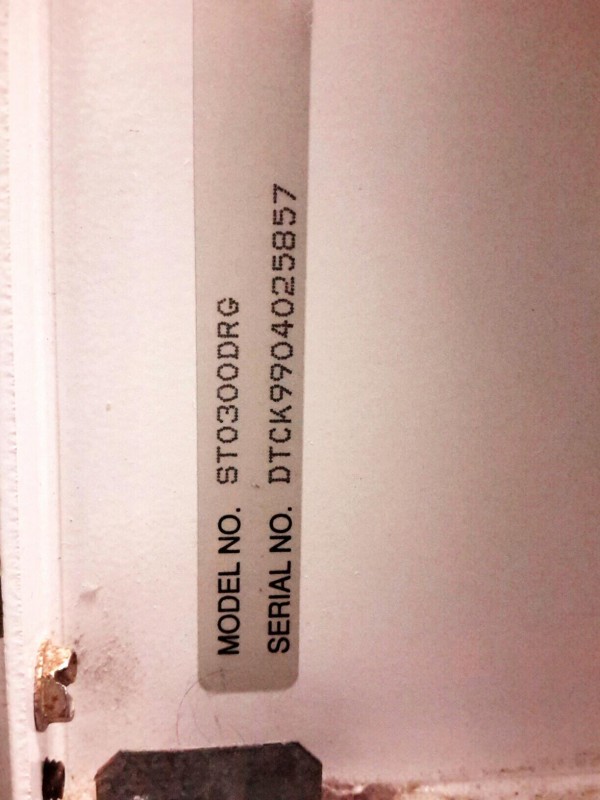 MODEL NO. ST0300DRG
SERIAL NO. DTCK9904025857